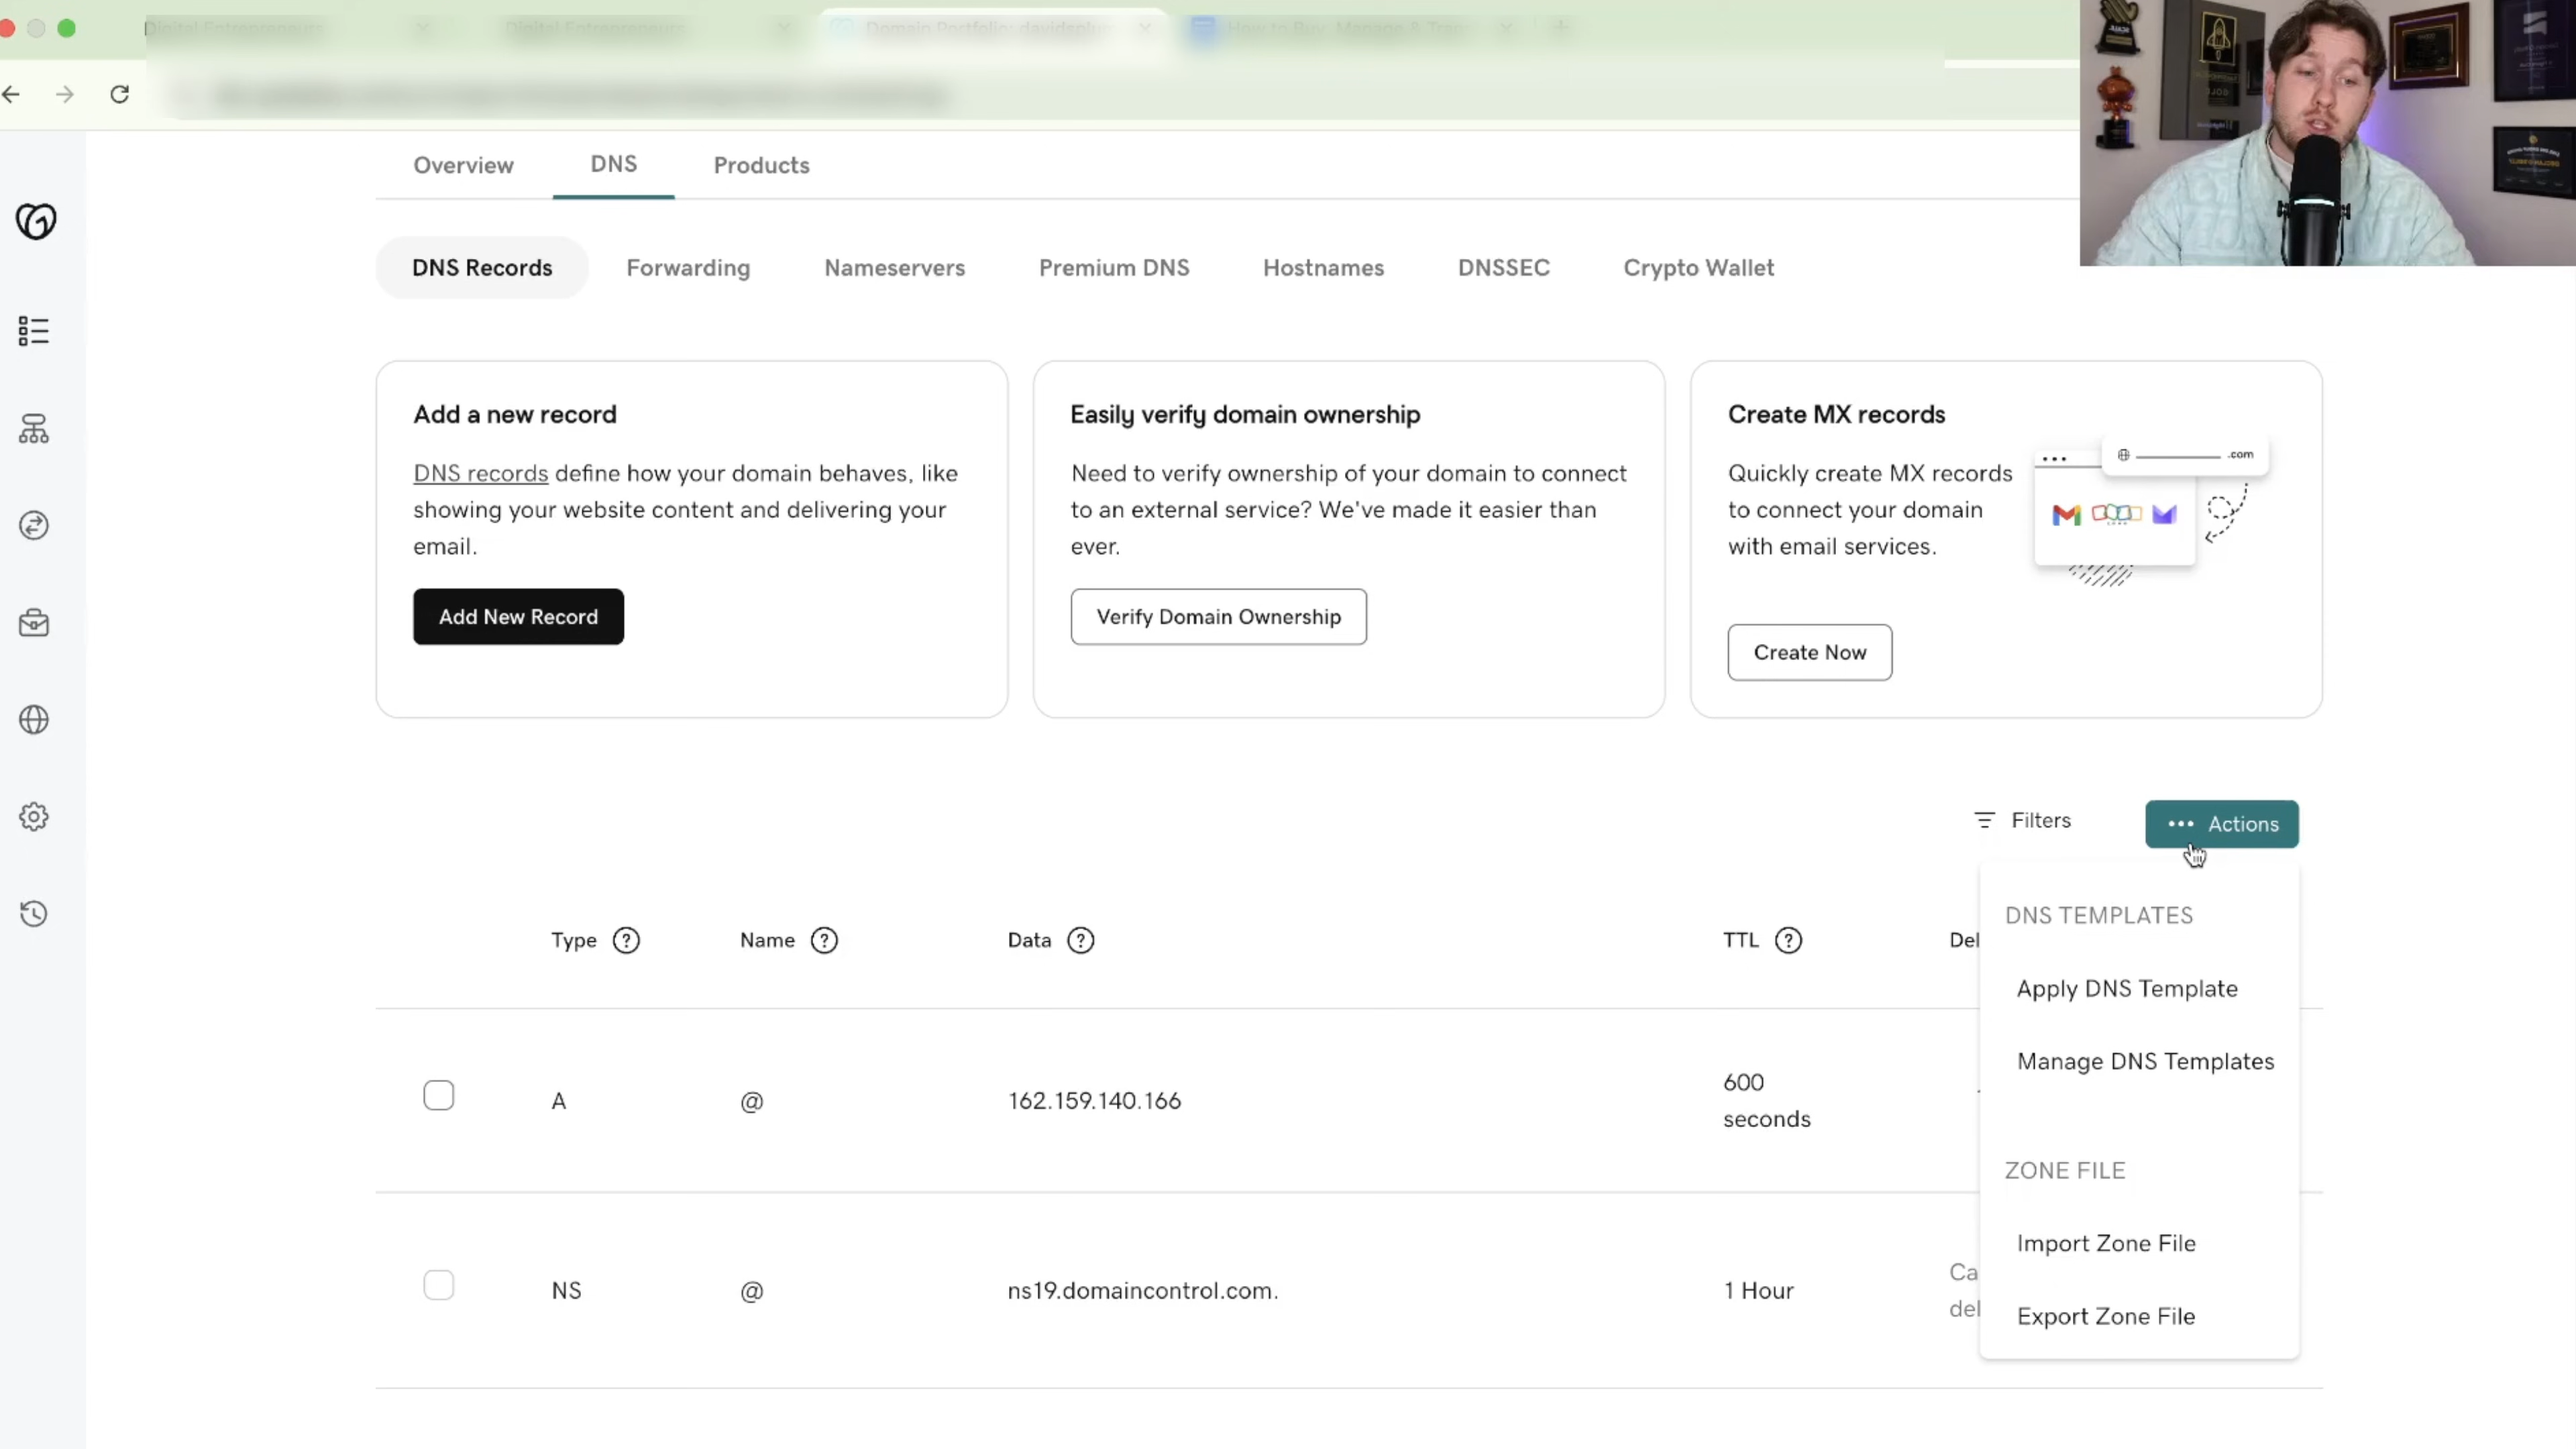 Digital Entrepreneurs
Digital Entrepreneurs
Overview
DNS
Products
DNS Records
Forwarding
Nameservers
Premium DNS
Hostnames
DNSSEC
Crypto Wallet
Add a new record
DNS records define how your domain behaves, like
showing your website content and delivering your
email.
Add New Record
Easily verify domain ownership
Need to verify ownership of your domain to connect
to an external service? We've made it easier than
ever.
Verify Domain Ownership
Create MX records
Quickly create MX records
to connect your domain
with email services.
.com
Create Now
Filters
Actions
DNS TEMPLATES
Apply DNS Template
Manage DNS Templates
ZONE FILE
Import Zone File
Export Zone File
Type
Name
Data
TTL
Del
A
@
162.159.140.166
600
seconds
NS
@
ns19.domaincontrol.com.
1 Hour
Ca
del